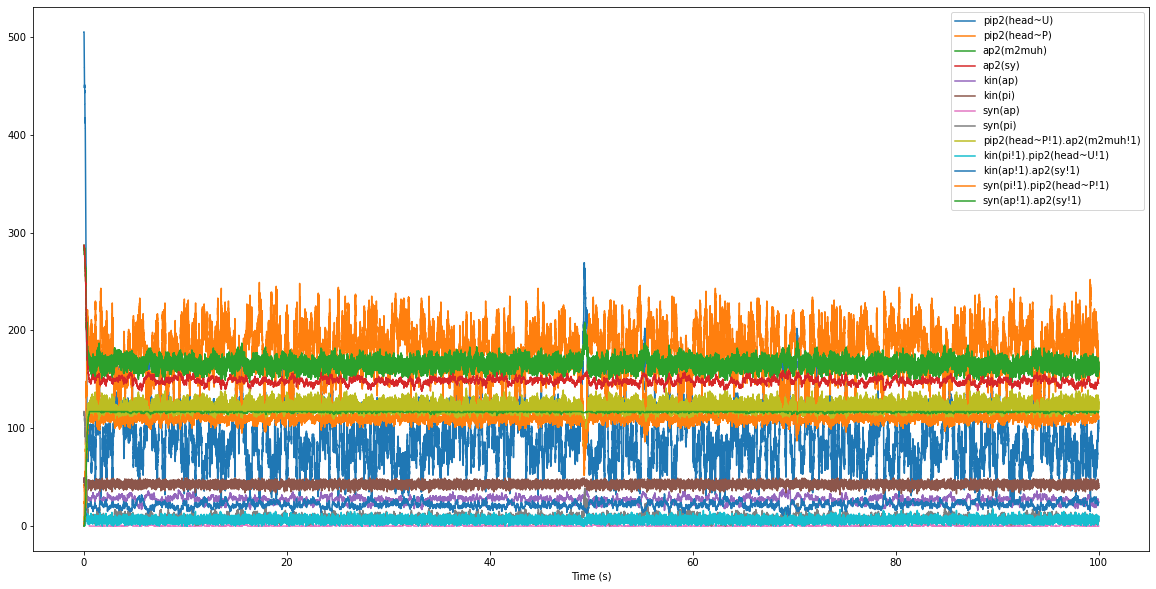 500
400
300
200
100
0
0
20
40
60
80
100
Time (s)
pip2(head~U)
pip2(head~P)
ap2(m2muh)
ap2(sy)
kin(ap)
kin(pi)
syn(ap)
syn(pi)
pip2(head~P!1).ap2(m2muh!1)
kin(pi!1).pip2(head~U!1)
kin(ap!1).ap2(sy!1)
syn(pi!1).pip2(head~P!1)
syn(ap!1).ap2(sy!1)